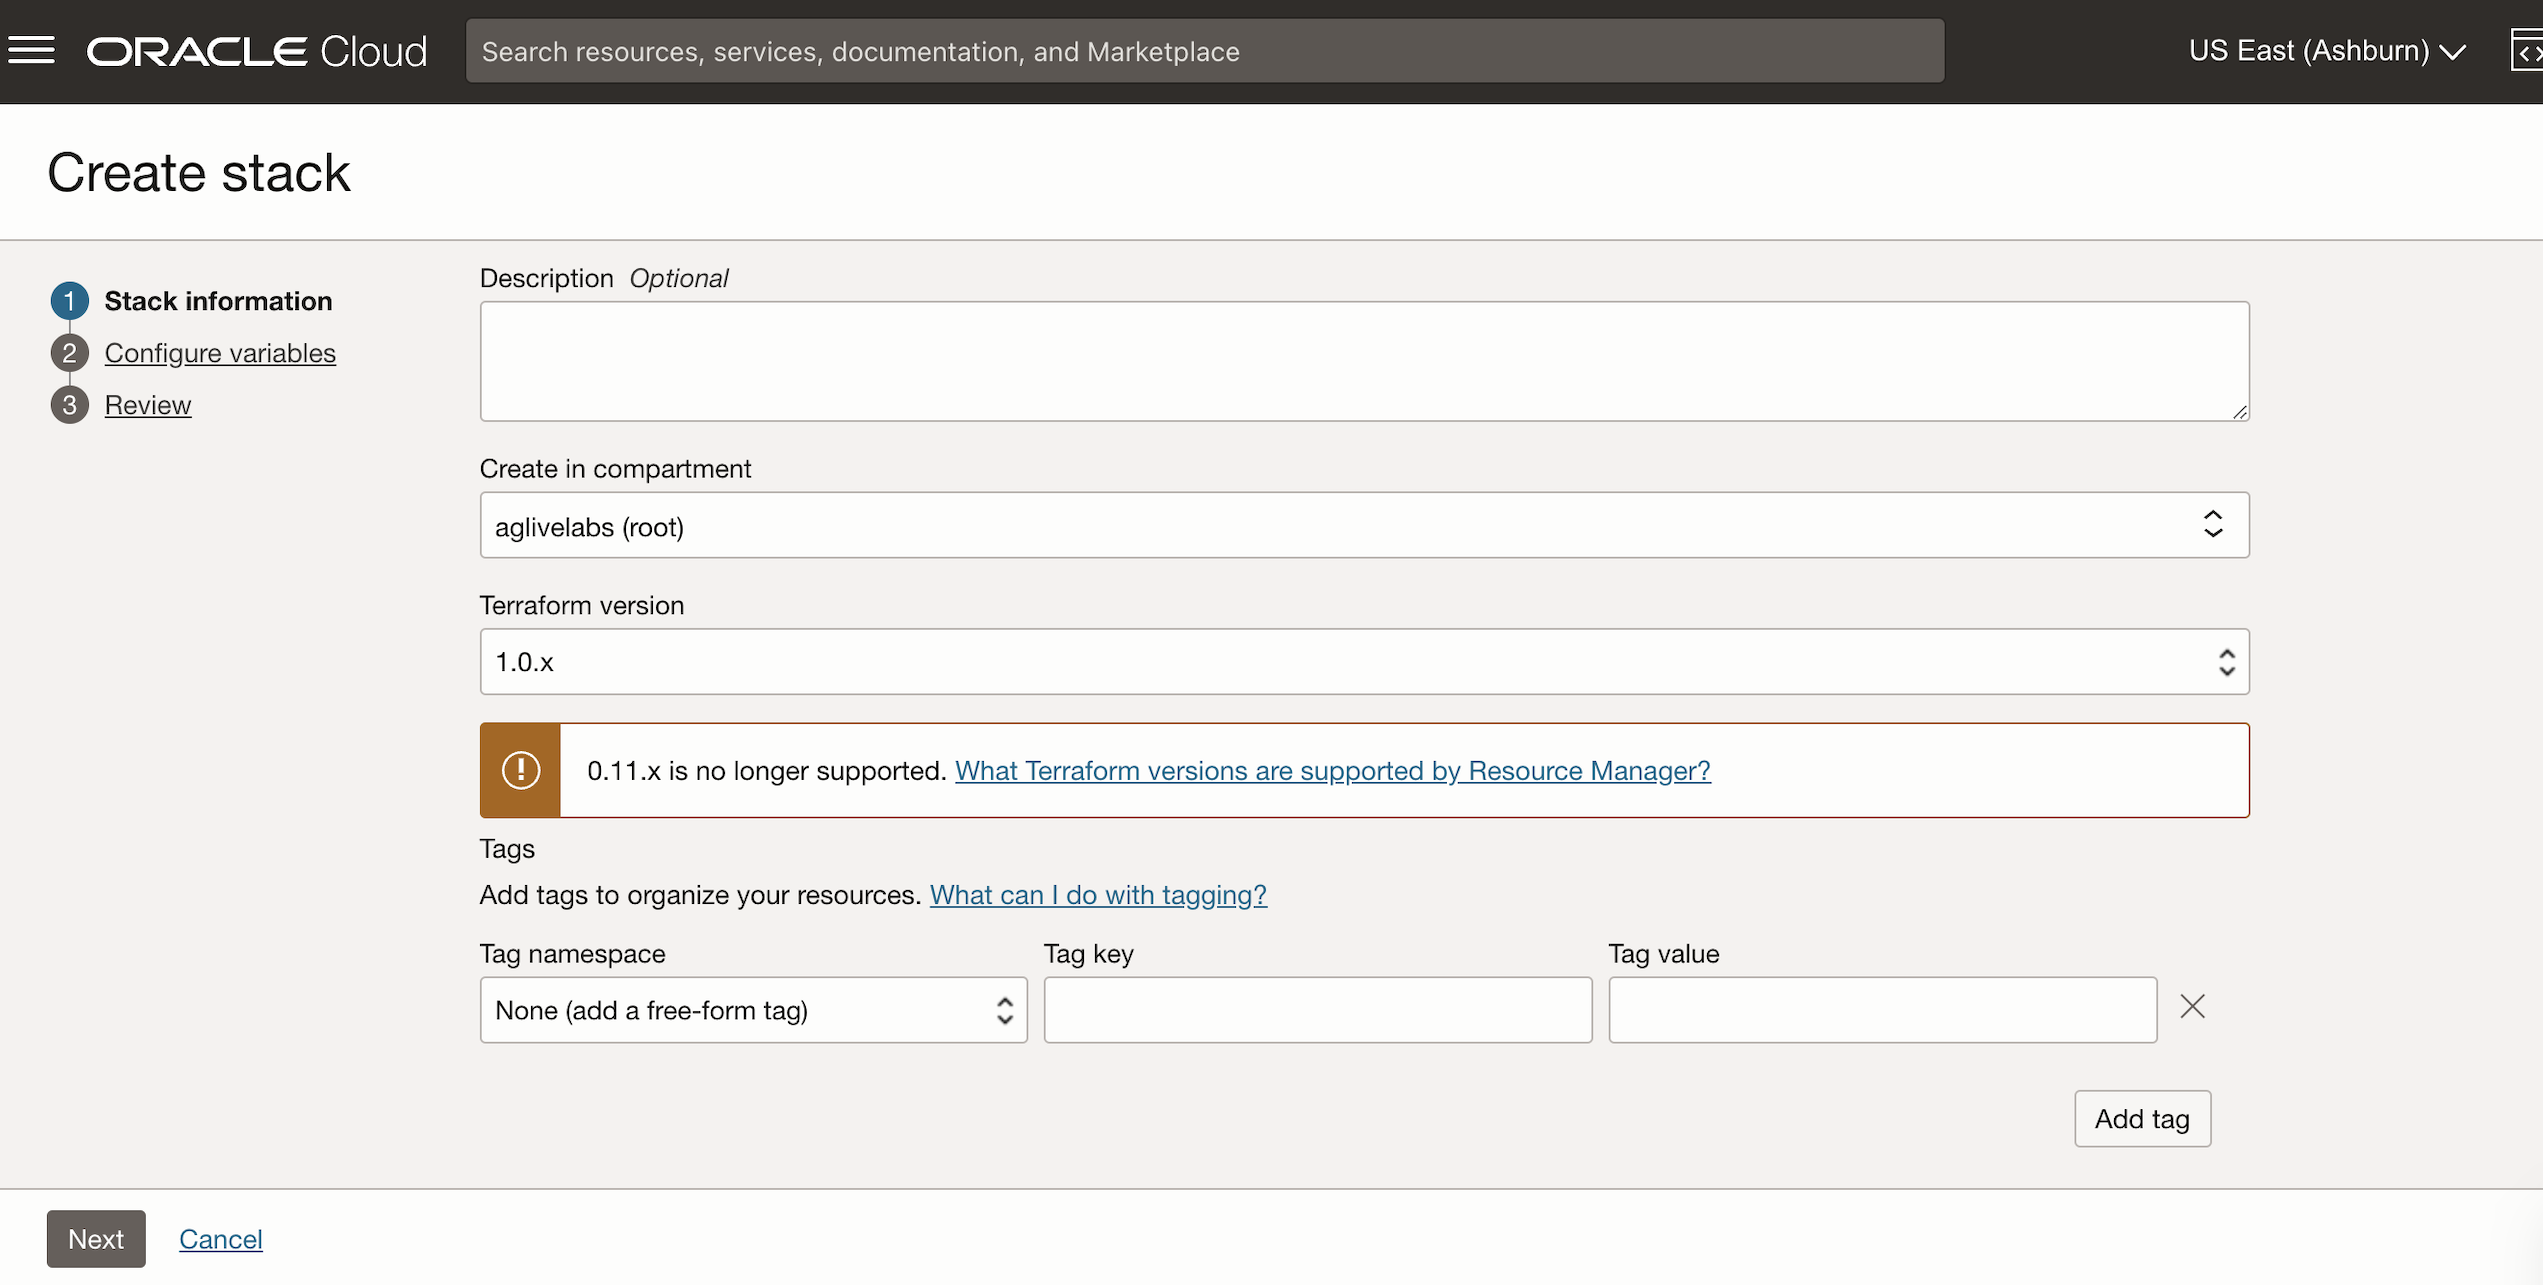 ORACLE Cloud
Search resources, services, documentation, and Marketplace
US East (Ashburn)
Create stack
1 Stack information
2 Configure variables
3 Review
Description Optional
Create in compartment
aglivelabs (root)
Terraform version
1.0.x
0.11.x is no longer supported. What Terraform versions are supported by Resource Manager?
Tags
Add tags to organize your resources. What can I do with tagging?
Tag namespace Tag key Tag value
None (add a free-form tag)
Add tag
Next Cancel